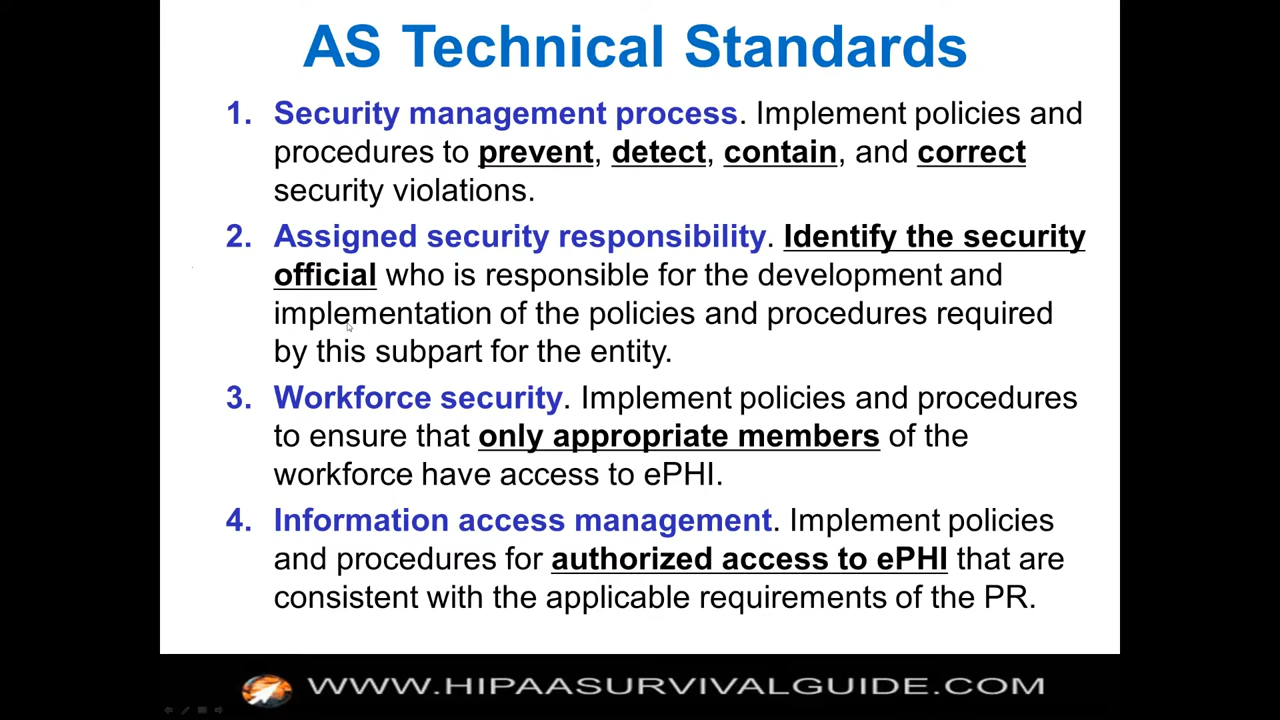 AS Technical Standards
1. Security management process. Implement policies and
procedures to prevent, detect, contain, and correct
security violations.
2. Assigned security responsibility. Identify the security
official who is responsible for the development and
implementation of the policies and procedures required
by this subpart for the entity.
3. Workforce security. Implement policies and procedures
to ensure that only appropriate members of the
workforce have access to ePHI.
4. Information access management. Implement policies
and procedures for authorized access to ePHI that are
consistent with the applicable requirements of the PR.
WWW.HIPAASURVIVALGUIDE.COM